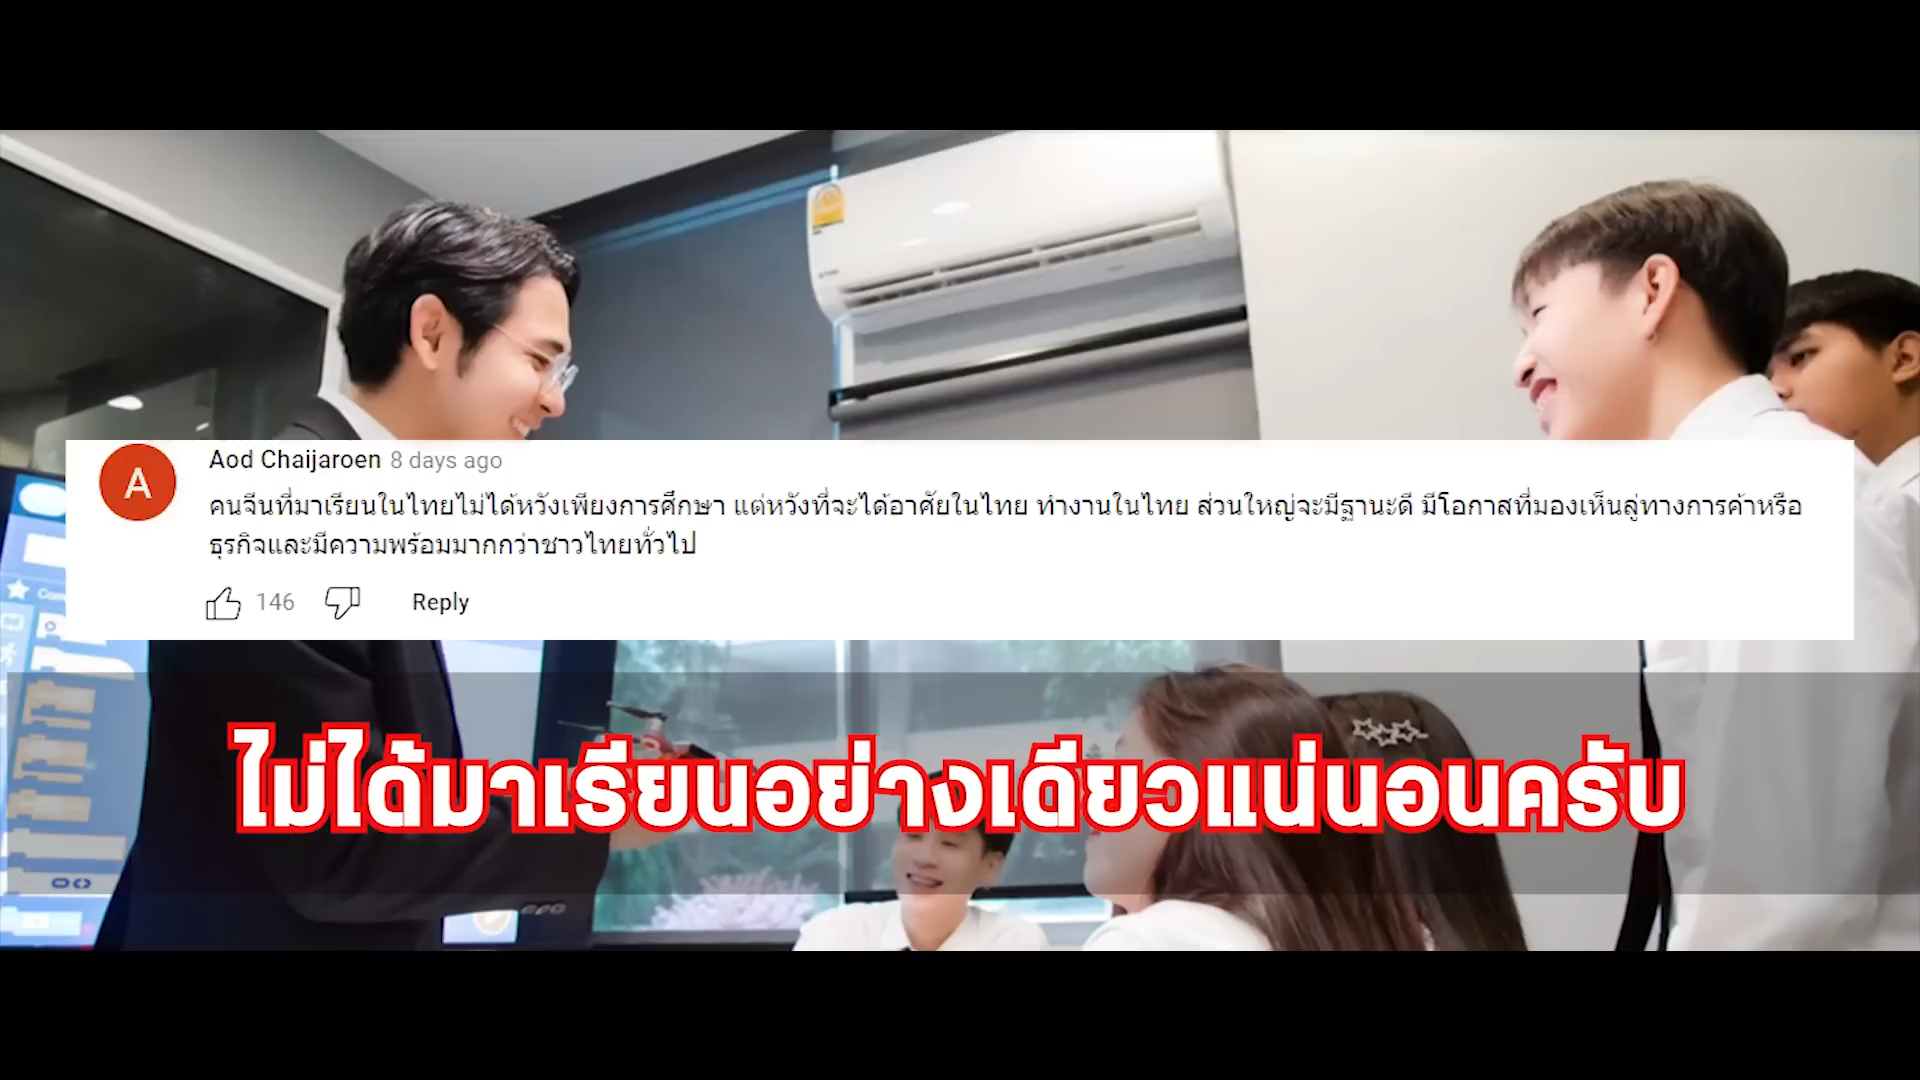 A
Aod Chaijaroen 8 days ago
คนจีนที่มาเรียนในไทยไม่ได้หวังเพียงการศึกษา แต่หวังที่จะได้อาศัยในไทย ทำงานในไทย ส่วนใหญ่จะมีฐานะดี มีโอกาสที่มองเห็นลู่ทางการค้าหรือ
ธุรกิจและมีความพร้อมมากกว่าชาวไทยทั่วไป
146 Reply
ไม่ได้มาเรียนอย่างเดียวแน่นอนครับ